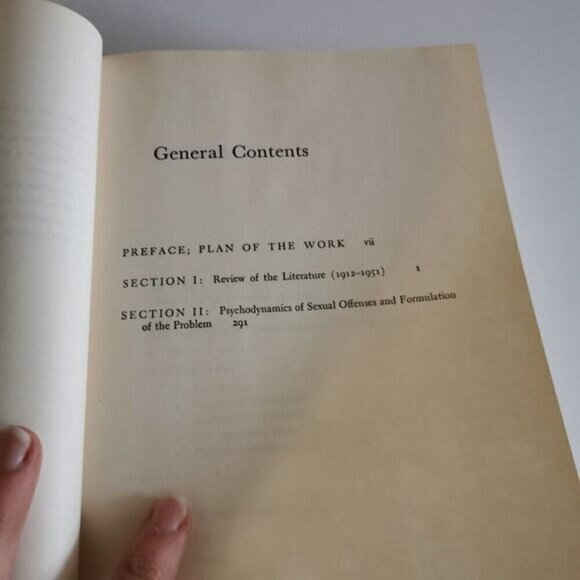 General Contents
PREFACE; PLAN OF THE WORK vii
SECTION I: Review of the Literature (1912–1951) 1
SECTION II: Psychodynamics of Sexual Offenses and Formulation
of the Problem 291